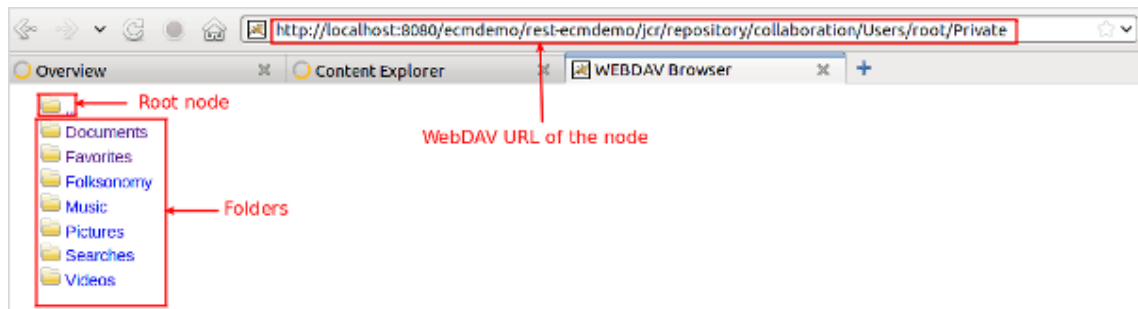 http://localhost:8080/ecmdemo/rest-ecmdemo/jcr/repository/collaboration/Users/root/Private
Overview Content Explorer WEBDAV Browser
.. Root node
Documents
WebDAV URL of the node
Favorites
Folksonomy
Music
Folders
Pictures
Searches
Videos